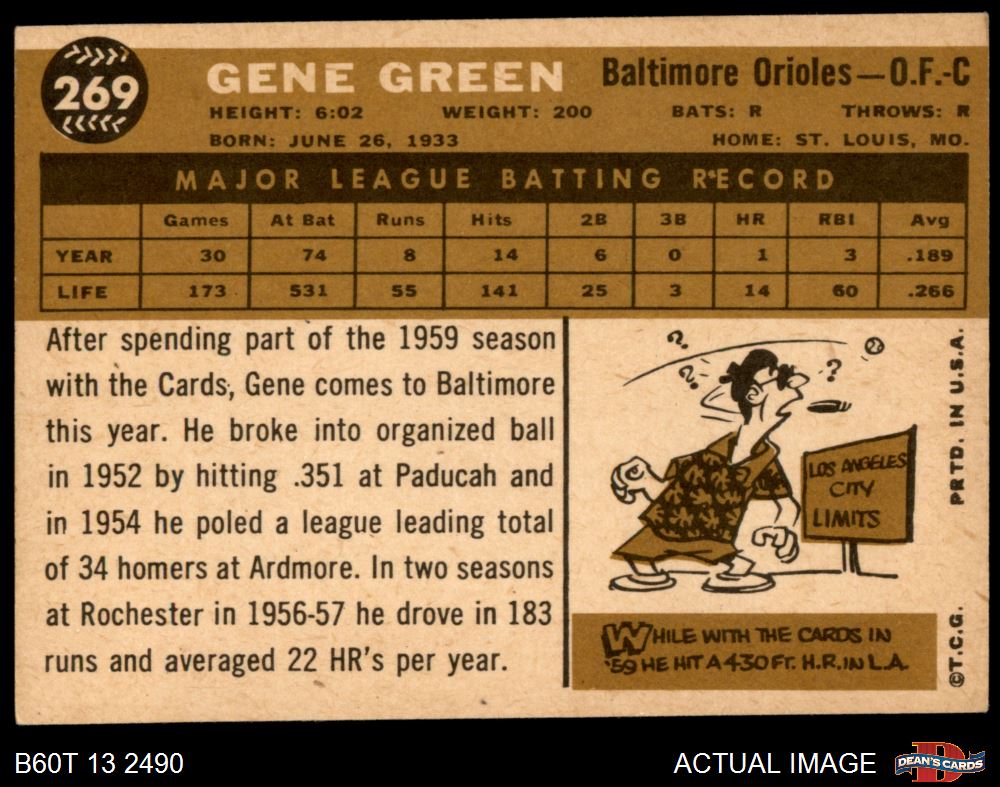 269
GENE GREEN Baltimore Orioles—O.F.-C
HEIGHT: 6:02 WEIGHT: 200 BATS: R THROWS: R
BORN: JUNE 26, 1933 HOME: ST. LOUIS, MO.
MAJOR LEAGUE BATTING RECORD
Games At Bat Runs Hits 2B 3B HR RBI Avg
YEAR 30 74 8 14 6 0 1 3 .189
LIFE 173 531 55 141 25 3 14 60 .266
After spending part of the 1959 season
with the Cards, Gene comes to Baltimore
this year. He broke into organized ball
in 1952 by hitting .351 at Paducah and
in 1954 he poled a league leading total
of 34 homers at Ardmore. In two seasons
at Rochester in 1956-57 he drove in 183
runs and averaged 22 HR's per year.
? ? ?
LOS ANGELES
CITY
LIMITS
WHILE WITH THE CARDS IN
'59 HE HIT A 430 FT. H.R. IN L.A.
©T.C.G. PRTD. IN U.S.A.
B60T 13 2490 ACTUAL IMAGE
D
DEAN'S CARDS